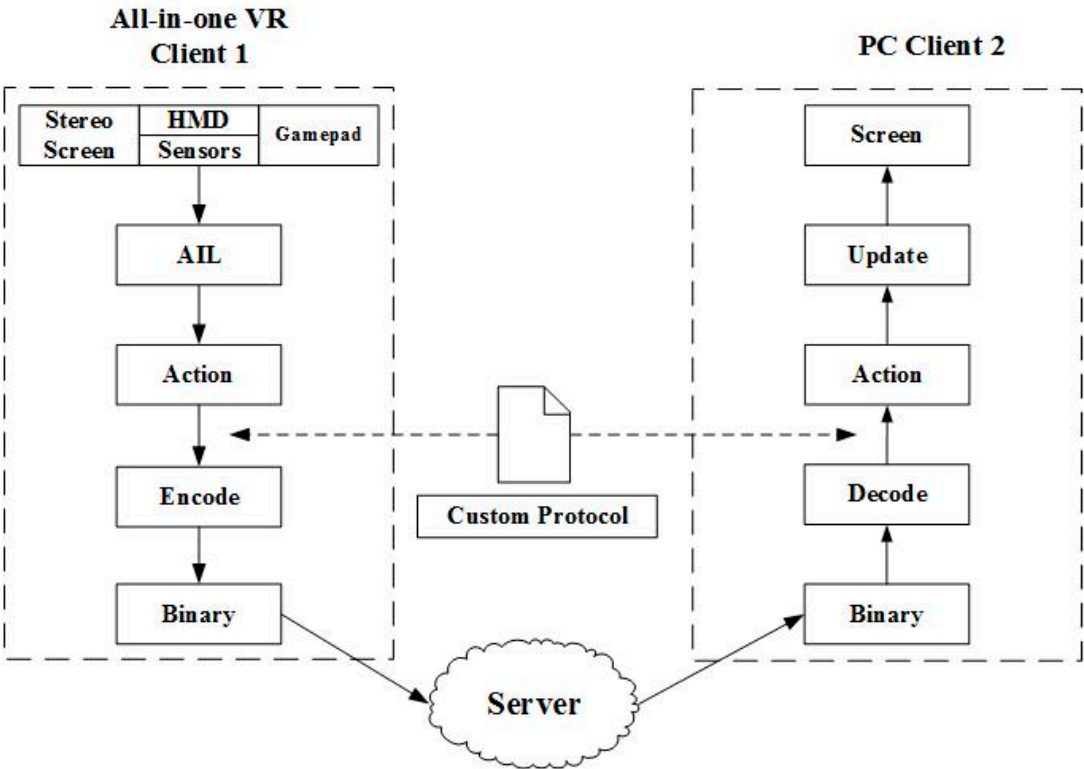 All-in-one VR
Client 1
PC Client 2
Stereo
Screen
HMD
Sensors
Gamepad
AIL
Action
Encode
Binary
Custom Protocol
Server
Screen
Update
Action
Decode
Binary